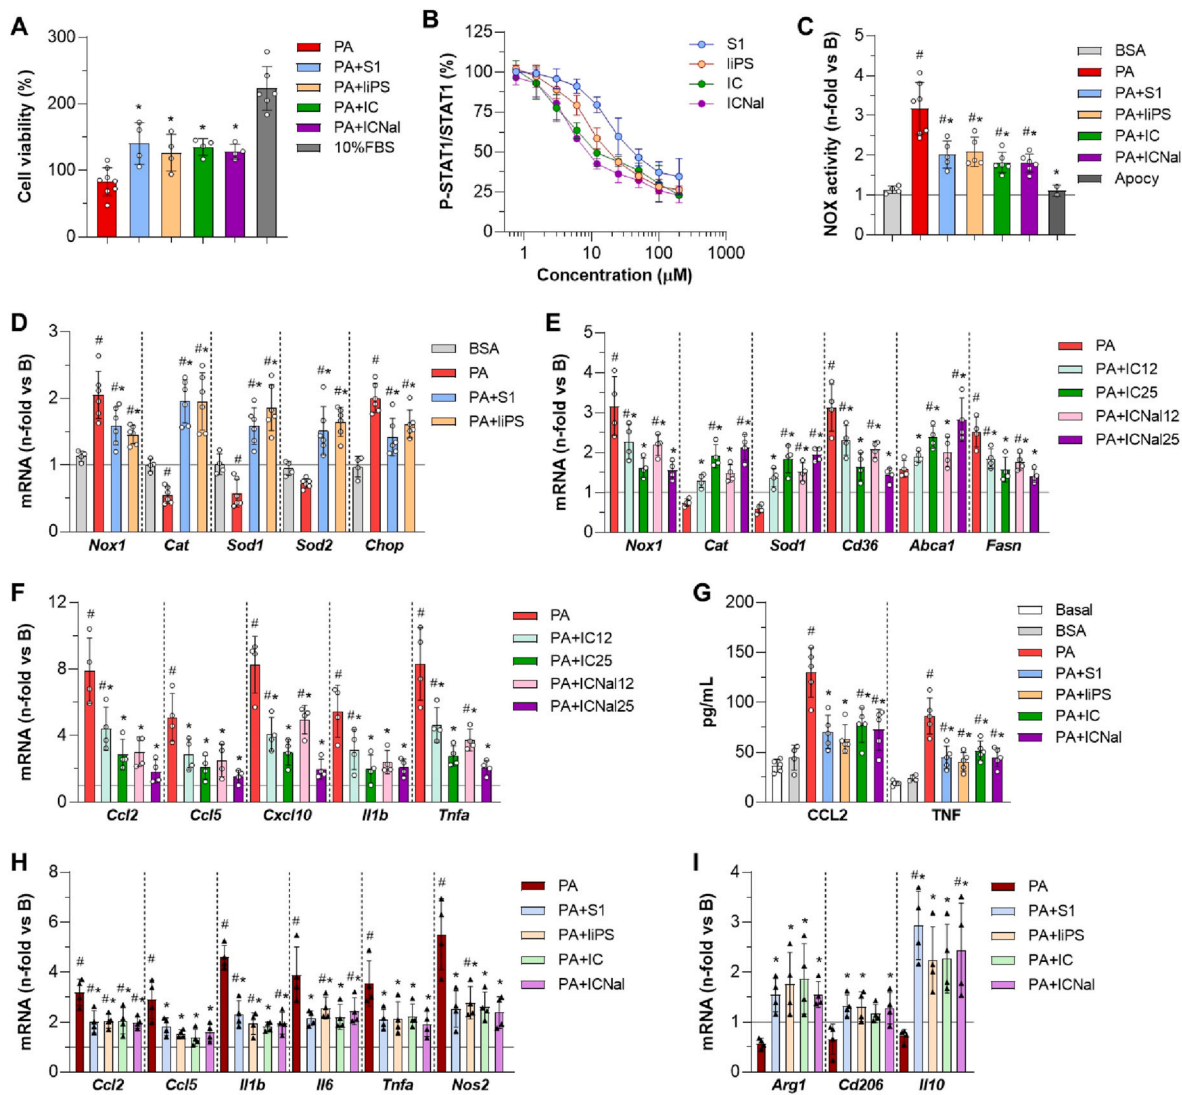 A
Cell viability (%)
300
200
100
0
*
*
*
*
PA
PA+S1
PA+IiPS
PA+IC
PA+ICNal
10%FBS
B
P-STAT1/STAT1 (%)
125
100
75
50
25
0
1
10
100
1000
Concentration (µM)
S1
IiPS
IC
ICNal
C
NOX activity (n-fold vs B)
5
4
3
2
1
0
#
#*
#*
#*
#*
*
BSA
PA
PA+S1
PA+IiPS
PA+IC
PA+ICNal
Apocy
D
mRNA (n-fold vs B)
3
2
1
0
#
#*
#*
#
*
*
#
*
#*
#*
*
#
#*
#*
Nox1
Cat
Sod1
Sod2
Chop
BSA
PA
PA+S1
PA+IiPS
E
mRNA (n-fold vs B)
5
4
3
2
1
0
Nox1
Cat
Sod1
Cd36
Abca1
Fasn
PA
PA+IC12
PA+IC25
PA+ICNal12
PA+ICNal25
F
mRNA (n-fold vs B)
12
8
4
0
Ccl2
Ccl5
Cxcl10
Il1b
Tnfa
PA
PA+IC12
PA+IC25
PA+ICNal12
PA+ICNal25
G
pg/mL
200
150
100
50
0
CCL2
TNF
Basal
BSA
PA
PA+S1
PA+IiPS
PA+IC
PA+ICNal
H
mRNA (n-fold vs B)
8
6
4
2
0
Ccl2
Ccl5
Il1b
Il6
Tnfa
Nos2
PA
PA+S1
PA+IiPS
PA+IC
PA+ICNal
I
mRNA (n-fold vs B)
4
3
2
1
0
Arg1
Cd206
Il10
PA
PA+S1
PA+IiPS
PA+IC
PA+ICNal